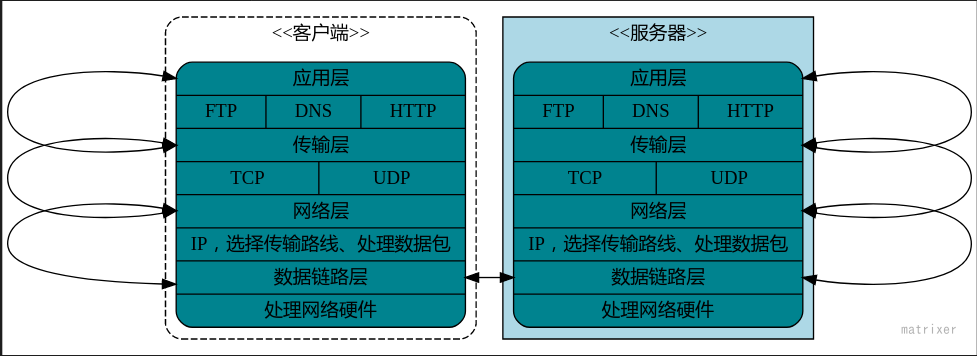 <<客户端>>
应用层
FTP DNS HTTP
传输层
TCP UDP
网络层
IP，选择传输路线、处理数据包
数据链路层
处理网络硬件
<<服务器>>
应用层
FTP DNS HTTP
传输层
TCP UDP
网络层
IP，选择传输路线、处理数据包
数据链路层
处理网络硬件
matrixer